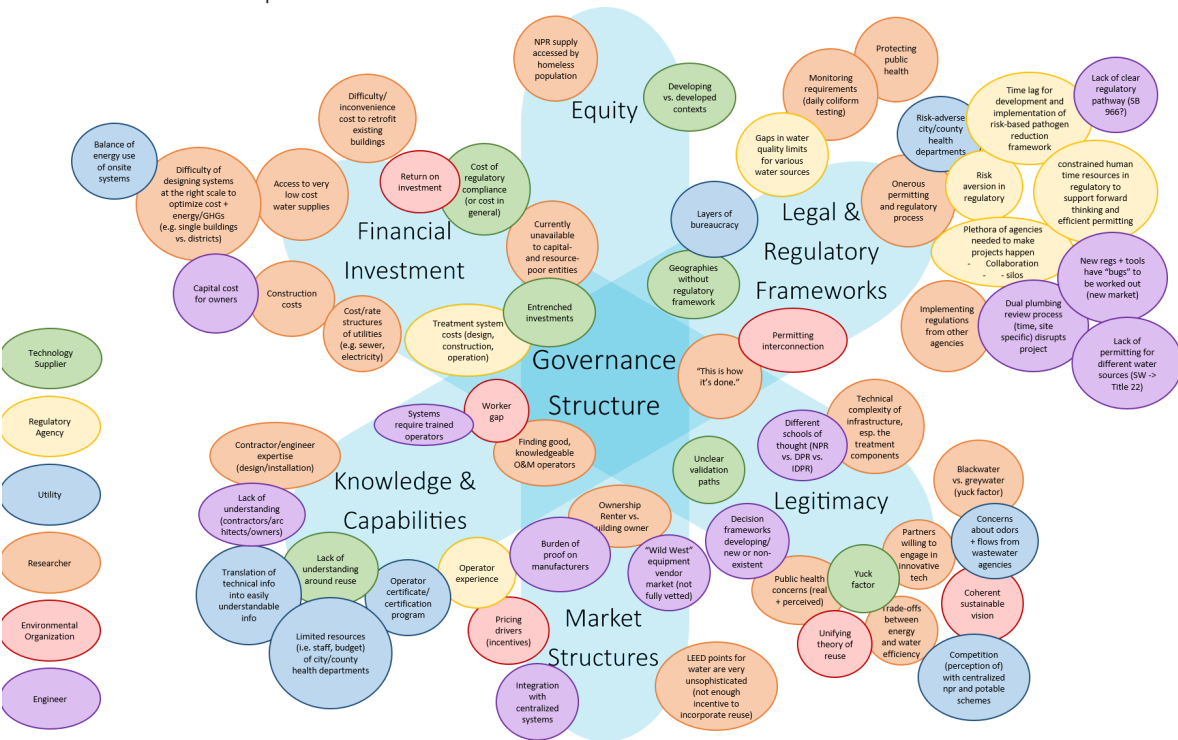 NPR supply
accessed by
homeless
population
Equity
Developing
vs. developed
contexts
Difficulty/
inconvenience
cost to retrofit
existing
buildings
Balance of
energy use
of onsite
systems
Difficulty of
designing systems
at the right scale to
optimize cost +
energy/GHGs
(e.g. single buildings
vs. districts)
Access to very
low cost
water supplies
Return on
investment
Cost of
regulatory
compliance
(or cost in
general)
Financial
Investment
Currently
unavailable
to capital-
and resource-
poor entities
Capital cost
for owners
Construction
costs
Cost/rate
structures
of utilities
(e.g. sewer,
electricity)
Treatment system
costs (design,
construction,
operation)
Entrenched
investments
Protecting
public
health
Monitoring
requirements
(daily coliform
testing)
Gaps in water
quality limits
for various
water sources
Risk-adverse
city/county
health
departments
Time lag for
development and
implementation of
risk-based pathogen
reduction
framework
Lack of clear
regulatory
pathway (SB
966?)
Onerous
permitting
and regulatory
process
Risk
aversion in
regulatory
constrained human
time resources in
regulatory to
support forward
thinking and
efficient permitting
Layers of
bureaucracy
Legal &
Regulatory
Frameworks
Geographies
without
regulatory
framework
Plethora of agencies
needed to make
projects happen
- Collaboration
- - silos
New regs + tools
have “bugs” to
be worked out
(new market)
Implementing
regulations
from other
agencies
Dual plumbing
review process
(time, site
specific) disrupts
project
Lack of
permitting for
different water
sources (SW ->
Title 22)
Permitting
interconnection
Governance
Structure
“This is how
it’s done.”
Technology
Supplier
Regulatory
Agency
Utility
Researcher
Environmental
Organization
Engineer
Systems
require trained
operators
Worker
gap
Finding good,
knowledgeable
O&M operators
Contractor/engineer
expertise
(design/installation)
Knowledge &
Capabilities
Lack of
understanding
(contractors/arc
hitects/owners)
Translation of
technical info
into easily
understandable
info
Lack of
understanding
around reuse
Operator
certificate/
certification
program
Operator
experience
Limited resources
(i.e. staff, budget)
of city/county
health departments
Ownership
Renter vs.
building owner
Burden of
proof on
manufacturers
“Wild West”
equipment
vendor
market (not
fully vetted)
Pricing
drivers
(incentives)
Market
Structures
Integration
with
centralized
systems
LEED points for
water are very
unsophisticated
(not enough
incentive to
incorporate reuse)
Unclear
validation
paths
Different
schools of
thought (NPR
vs. DPR vs.
IDPR)
Technical
complexity of
infrastructure,
esp. the
treatment
components
Legitimacy
Blackwater
vs. greywater
(yuck factor)
Decision
frameworks
developing/
new or non-
existent
Partners
willing to
engage in
innovative
tech
Concerns
about odors
+ flows from
wastewater
agencies
Public health
concerns (real
+ perceived)
Yuck
factor
Coherent
sustainable
vision
Unifying
theory of
reuse
Trade-offs
between
energy
and water
efficiency
Competition
(perception of)
with centralized
npr and potable
schemes